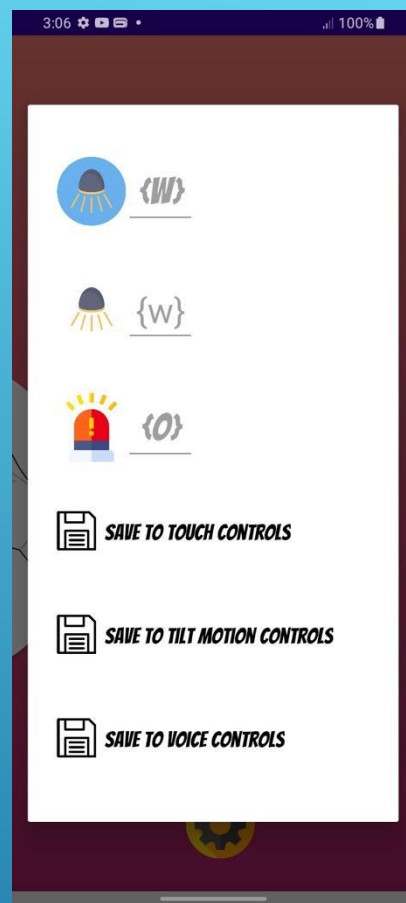 3:06 100%
{W}
{w}
{O}
SAVE TO TOUCH CONTROLS
SAVE TO TILT MOTION CONTROLS
SAVE TO VOICE CONTROLS